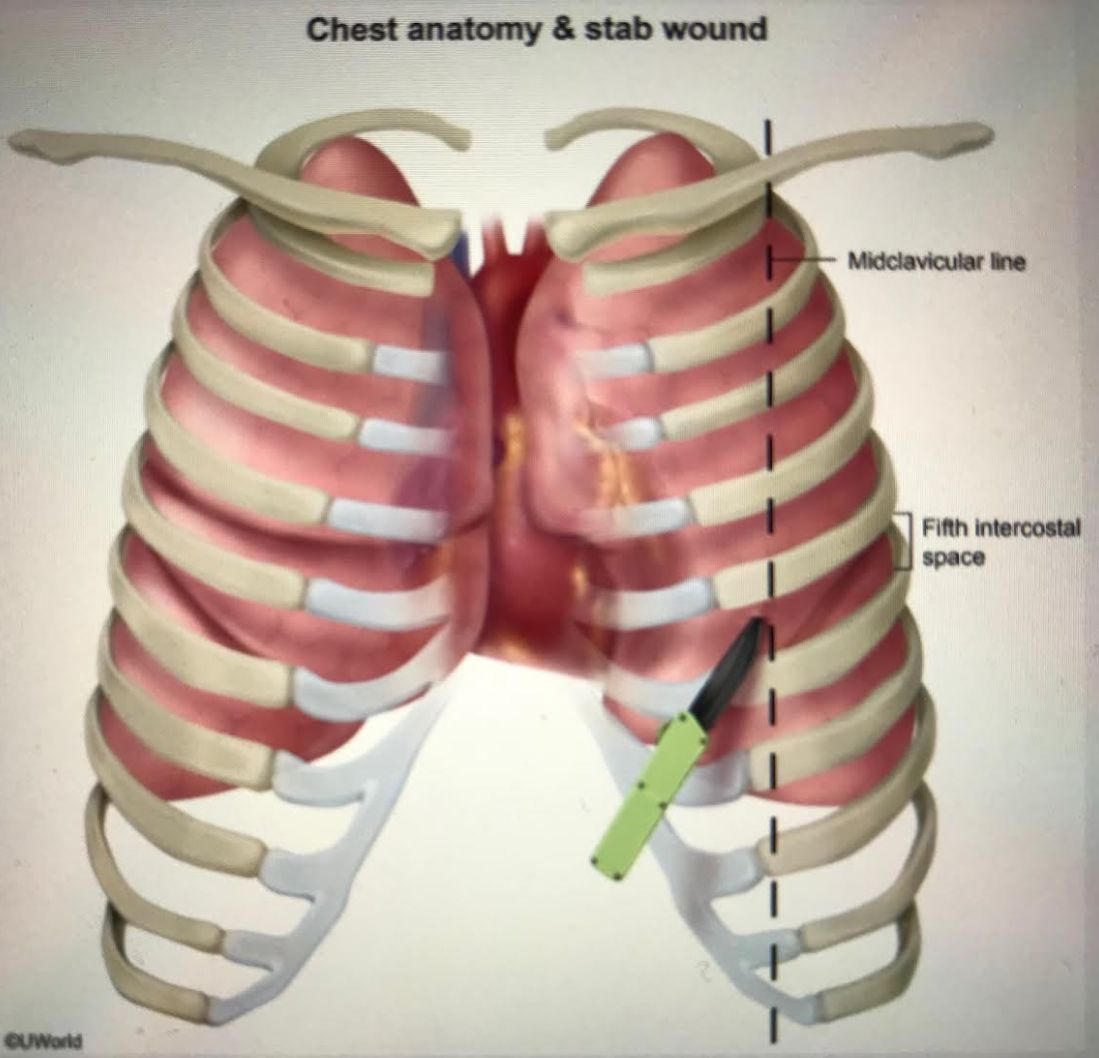 Chest anatomy & stab wound
Midclavicular line
Fifth intercostal
space
©UWorld